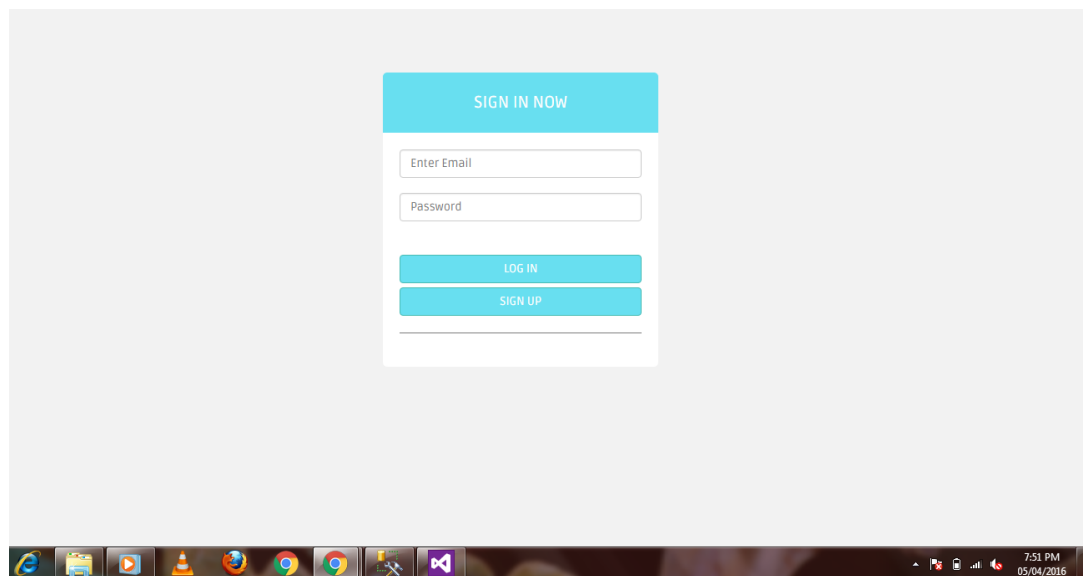 SIGN IN NOW
Enter Email
Password
LOG IN
SIGN UP
7:51 PM
05/04/2016